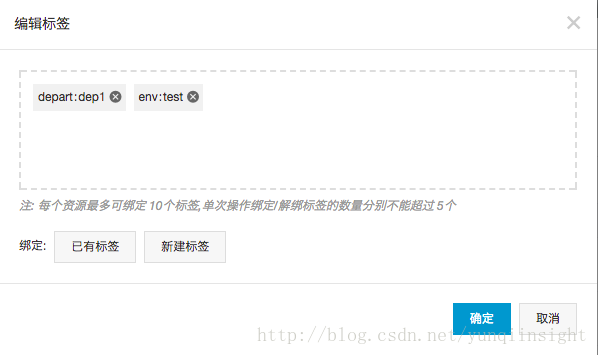 编辑标签
depart:dep1 env:test
注: 每个资源最多可绑定 10个标签,单次操作绑定/解绑标签的数量分别不能超过 5个
绑定: 已有标签 新建标签
确定 取消
http://blog.csdn.net/yunqiinsight